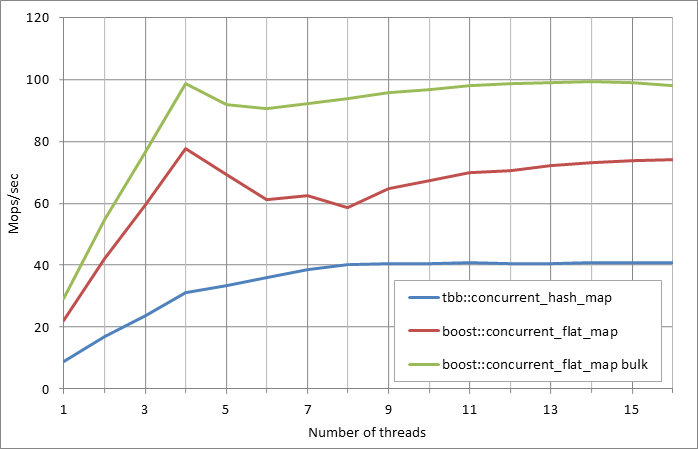 120
100
80
60
40
20
0
Mops/sec
tbb::concurrent_hash_map
boost::concurrent_flat_map
boost::concurrent_flat_map bulk
1 3 5 7 9 11 13 15
Number of threads